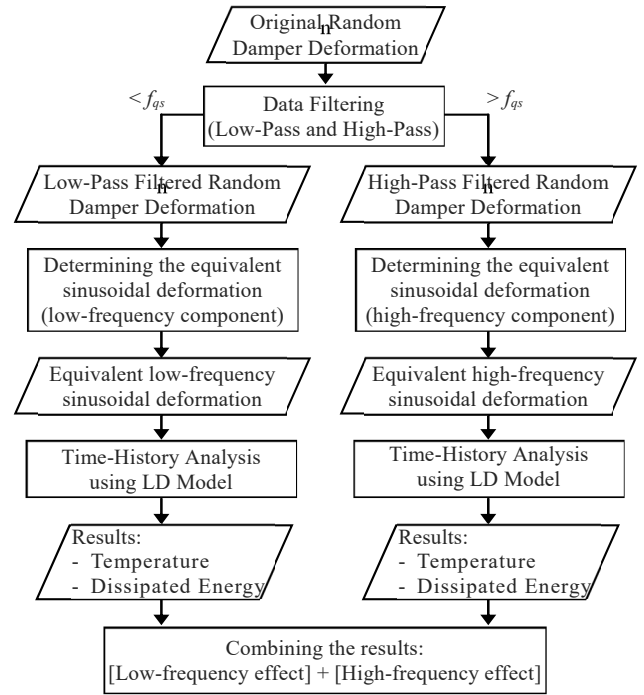 Original Random
Damper Deformation
< f_qs
> f_qs
Data Filtering
(Low-Pass and High-Pass)
Low-Pass Filtered Random
Damper Deformation
High-Pass Filtered Random
Damper Deformation
Determining the equivalent
sinusoidal deformation
(low-frequency component)
Determining the equivalent
sinusoidal deformation
(high-frequency component)
Equivalent low-frequency
sinusoidal deformation
Equivalent high-frequency
sinusoidal deformation
Time-History Analysis
using LD Model
Time-History Analysis
using LD Model
Results:
- Temperature
- Dissipated Energy
Results:
- Temperature
- Dissipated Energy
Combining the results:
[Low-frequency effect] + [High-frequency effect]